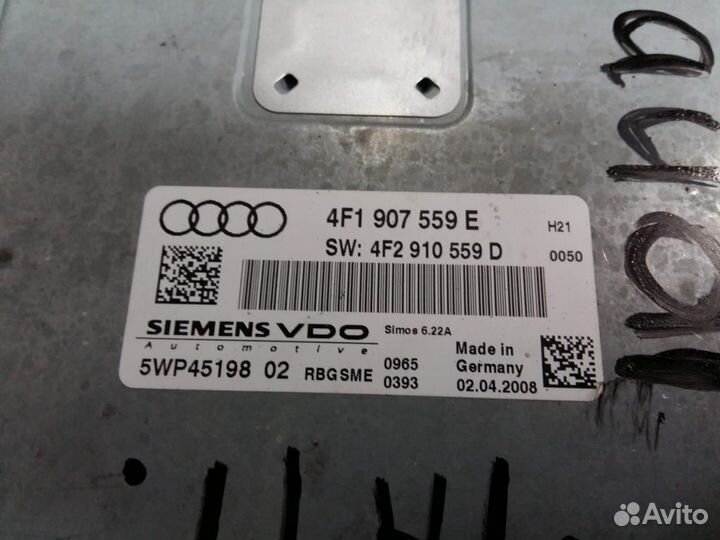 4F1 907 559 E
H21
SW: 4F2 910 559 D
0050
SIEMENS VDO
Simos 6.22A
Automotive
5WP45198 02
RBGSME
0965
0393
Made in
Germany
02.04.2008
Avito